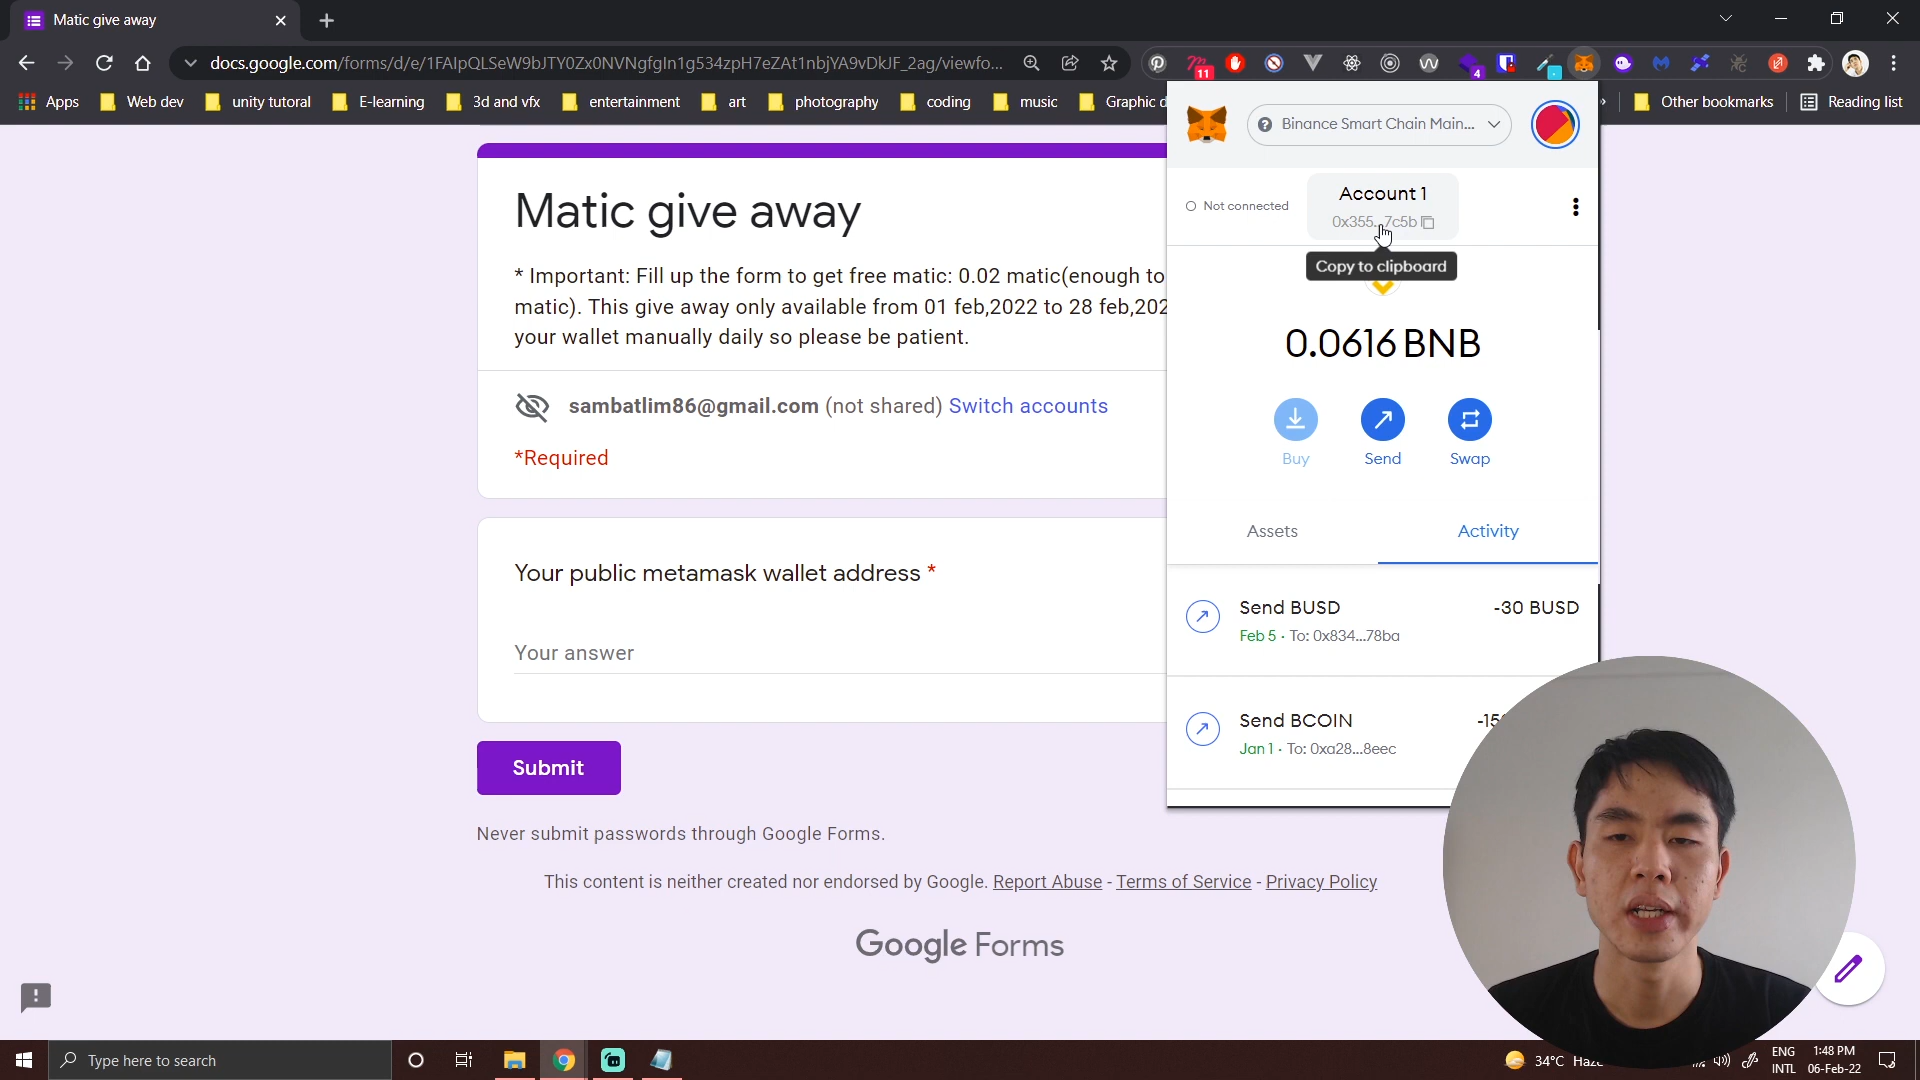 Matic give away
docs.google.com/forms/d/e/1FAIpQLSeW9bJTY0Zx0NVNgfgIn1g534zpH7eZAt1nbjYA9vDkJF_2ag/viewfo...
11
4
Apps
Web dev
unity tutorial
E-learning
3d and vfx
entertainment
art
photography
coding
music
Graphic d
»
Other bookmarks
Reading list
Matic give away
* Important: Fill up the form to get free matic: 0.02 matic(enough to
matic). This give away only available from 01 feb,2022 to 28 feb,202
your wallet manually daily so please be patient.
sambatlim86@gmail.com (not shared) Switch accounts
*Required
Your public metamask wallet address *
Your answer
Submit
Never submit passwords through Google Forms.
This content is neither created nor endorsed by Google. Report Abuse - Terms of Service - Privacy Policy
Google Forms
Binance Smart Chain Main...
Not connected
Account 1
0x355...7c5b
Copy to clipboard
0.0616 BNB
Buy
Send
Swap
Assets
Activity
Send BUSD
-30 BUSD
Feb 5 · To: 0x834...78ba
Send BCOIN
Jan 1 · To: 0xa28...8eec
Type here to search
34°C
ENG
INTL
1:48 PM
06-Feb-22